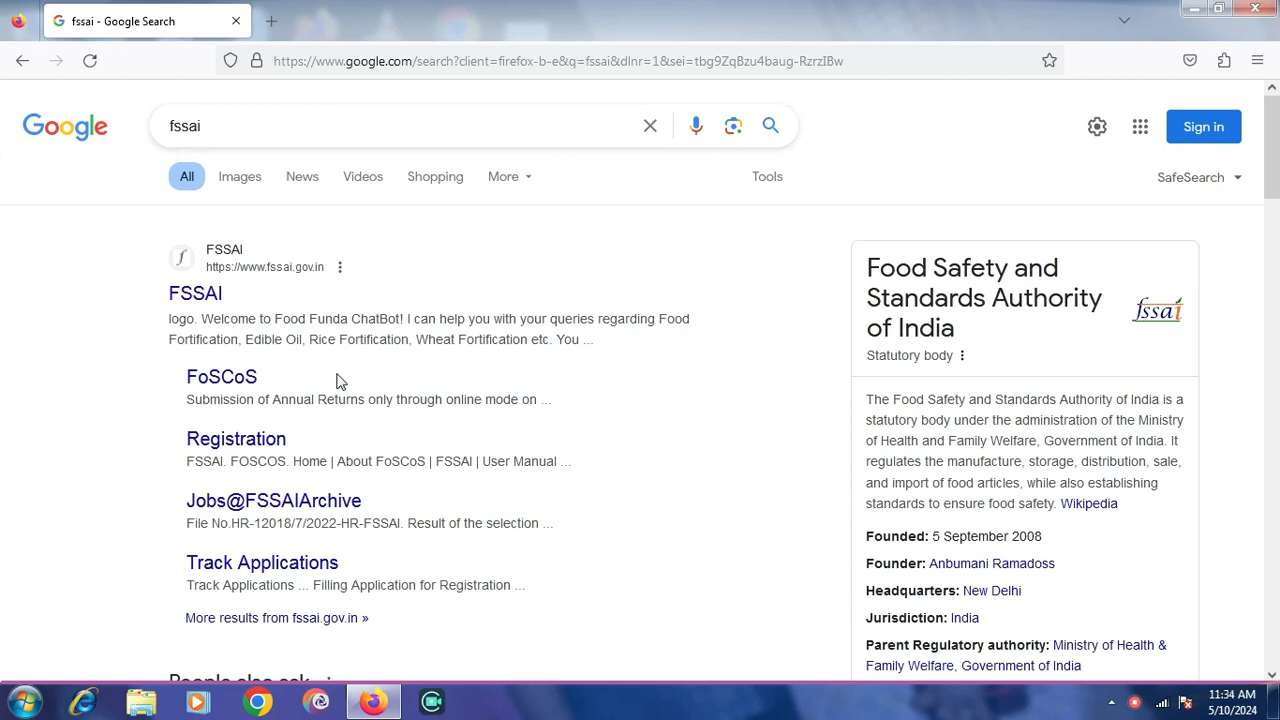 fssai - Google Search
https://www.google.com/search?client=firefox-b-e&q=fssai&dlnr=1&sei=tbg9ZqBzu4baug-RzrzIBw
Google
fssai
Sign in
All
Images
News
Videos
Shopping
More
Tools
SafeSearch
FSSAI
https://www.fssai.gov.in
FSSAI
logo. Welcome to Food Funda ChatBot! I can help you with your queries regarding Food
Fortification, Edible Oil, Rice Fortification, Wheat Fortification etc. You ...
FoSCoS
Submission of Annual Returns only through online mode on ...
Registration
FSSAI. FOSCOS. Home | About FoSCoS | FSSAI | User Manual ...
Jobs@FSSAIArchive
File No.HR-12018/7/2022-HR-FSSAI. Result of the selection ...
Track Applications
Track Applications ... Filling Application for Registration ...
More results from fssai.gov.in »
People also ask
Food Safety and
Standards Authority
of India
fssai
Statutory body
The Food Safety and Standards Authority of India is a
statutory body under the administration of the Ministry
of Health and Family Welfare, Government of India. It
regulates the manufacture, storage, distribution, sale,
and import of food articles, while also establishing
standards to ensure food safety. Wikipedia
Founded: 5 September 2008
Founder: Anbumani Ramadoss
Headquarters: New Delhi
Jurisdiction: India
Parent Regulatory authority: Ministry of Health &
Family Welfare, Government of India
11:34 AM
5/10/2024